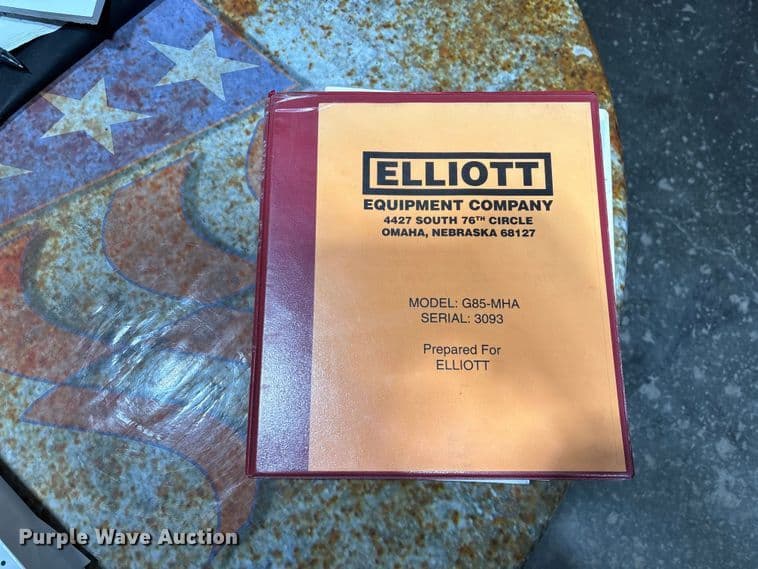 ELLIOTT
EQUIPMENT COMPANY
4427 SOUTH 76TH CIRCLE
OMAHA, NEBRASKA 68127
MODEL: G85-MHA
SERIAL: 3093
Prepared For
ELLIOTT
Purple Wave Auction